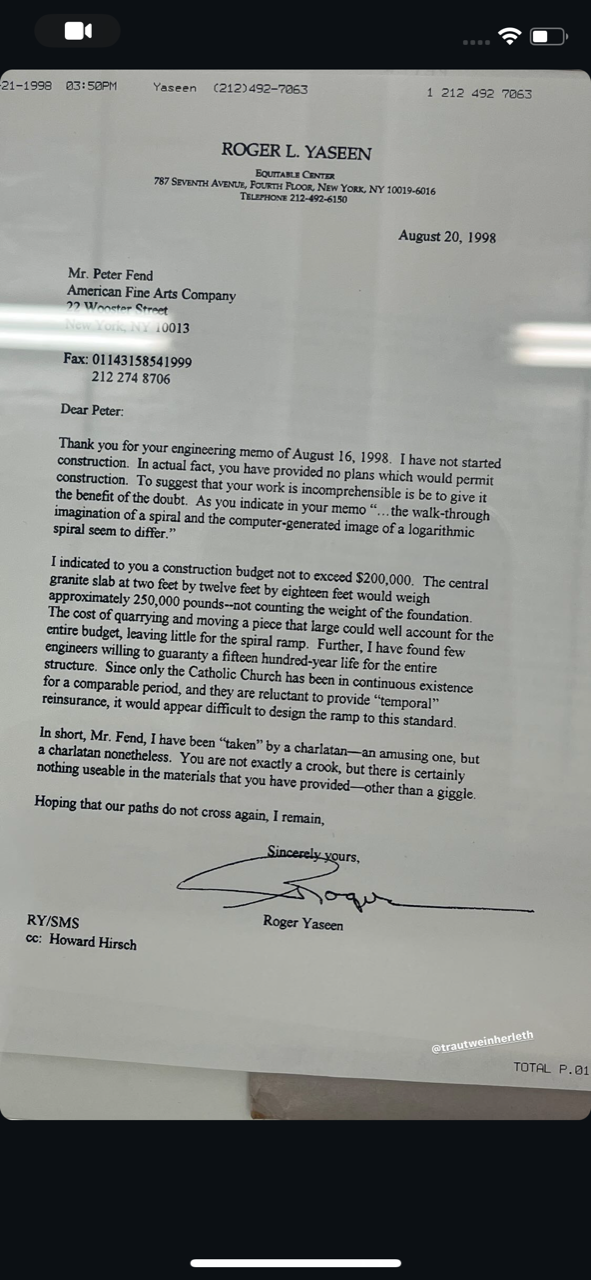 -21-1998 03:50PM Yaseen (212)492-7063 1 212 492 7063
ROGER L. YASEEN
EQUITABLE CENTER
787 SEVENTH AVENUE, FOURTH FLOOR, NEW YORK, NY 10019-6016
TELEPHONE 212-492-6150
August 20, 1998
Mr. Peter Fend
American Fine Arts Company
22 Wooster Street
New York, NY 10013
Fax: 01143158541999
212 274 8706
Dear Peter:
Thank you for your engineering memo of August 16, 1998. I have not started
construction. In actual fact, you have provided no plans which would permit
construction. To suggest that your work is incomprehensible is be to give it
the benefit of the doubt. As you indicate in your memo “…the walk-through
imagination of a spiral and the computer-generated image of a logarithmic
spiral seem to differ.”
I indicated to you a construction budget not to exceed $200,000. The central
granite slab at two feet by twelve feet by eighteen feet would weigh
approximately 250,000 pounds--not counting the weight of the foundation.
The cost of quarrying and moving a piece that large could well account for the
entire budget, leaving little for the spiral ramp. Further, I have found few
engineers willing to guaranty a fifteen hundred-year life for the entire
structure. Since only the Catholic Church has been in continuous existence
for a comparable period, and they are reluctant to provide “temporal”
reinsurance, it would appear difficult to design the ramp to this standard.
In short, Mr. Fend, I have been “taken” by a charlatan—an amusing one, but
a charlatan nonetheless. You are not exactly a crook, but there is certainly
nothing useable in the materials that you have provided—other than a giggle.
Hoping that our paths do not cross again, I remain,
Sincerely yours,
Roger
Roger Yaseen
RY/SMS
cc: Howard Hirsch
@trautweinherleth
TOTAL P.01